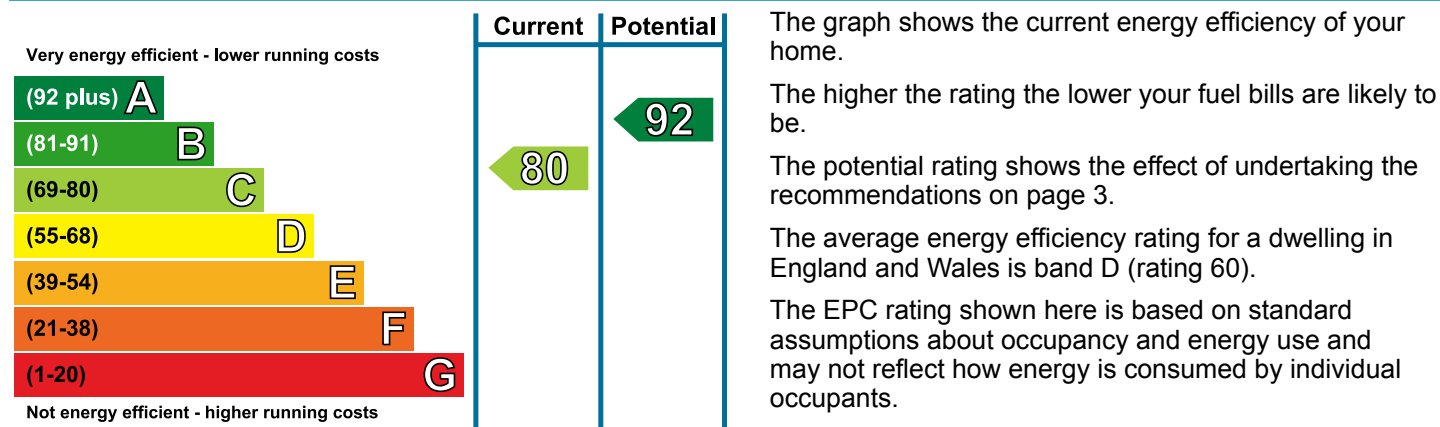 Current Potential
Very energy efficient - lower running costs
(92 plus) A
(81-91) B
(69-80) C
(55-68) D
(39-54) E
(21-38) F
(1-20) G
Not energy efficient - higher running costs
80
92
The graph shows the current energy efficiency of your
home.
The higher the rating the lower your fuel bills are likely to
be.
The potential rating shows the effect of undertaking the
recommendations on page 3.
The average energy efficiency rating for a dwelling in
England and Wales is band D (rating 60).
The EPC rating shown here is based on standard
assumptions about occupancy and energy use and
may not reflect how energy is consumed by individual
occupants.